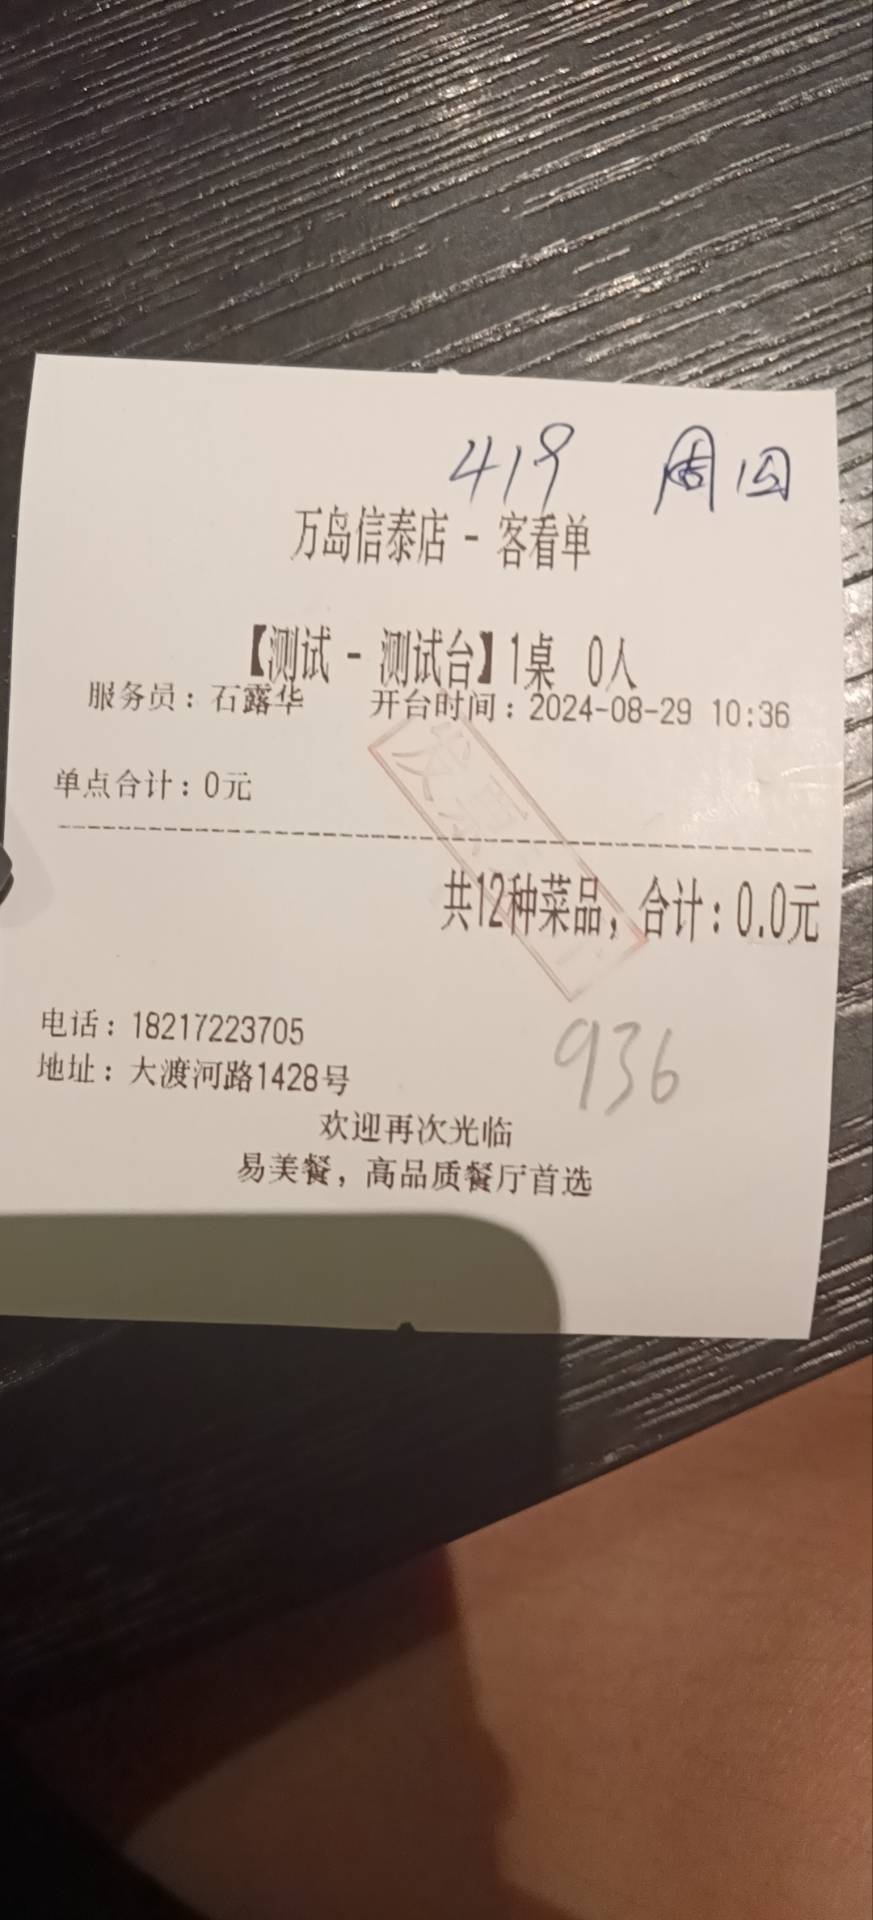 419 周四
万岛信泰店 - 客看单
【测试 - 测试台】1桌 0人
服务员：石露华 开台时间：2024-08-29 10:36
单点合计：0元
发票
共12种菜品，合计：0.0元
电话：18217223705
936
地址：大渡河路1428号
欢迎再次光临
易美餐，高品质餐厅首选